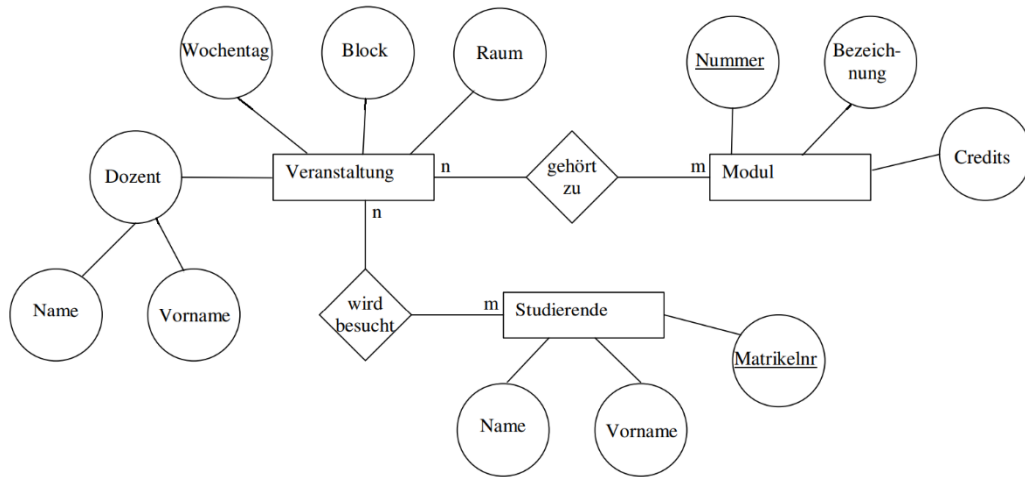 Wochentag
Block
Raum
Nummer
Bezeich-
nung
Dozent
Veranstaltung
n
gehört
zu
m
Modul
Credits
n
Name
Vorname
wird
besucht
m
Studierende
Matrikelnr
Name
Vorname